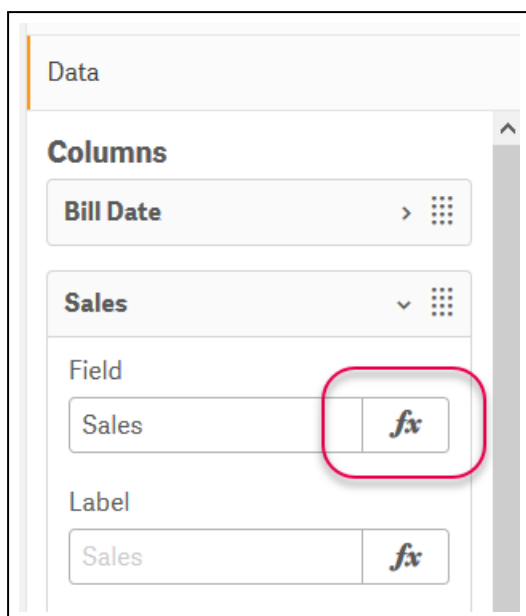 Data
Columns
Bill Date
Sales
Field
Sales fx
Label
Sales fx